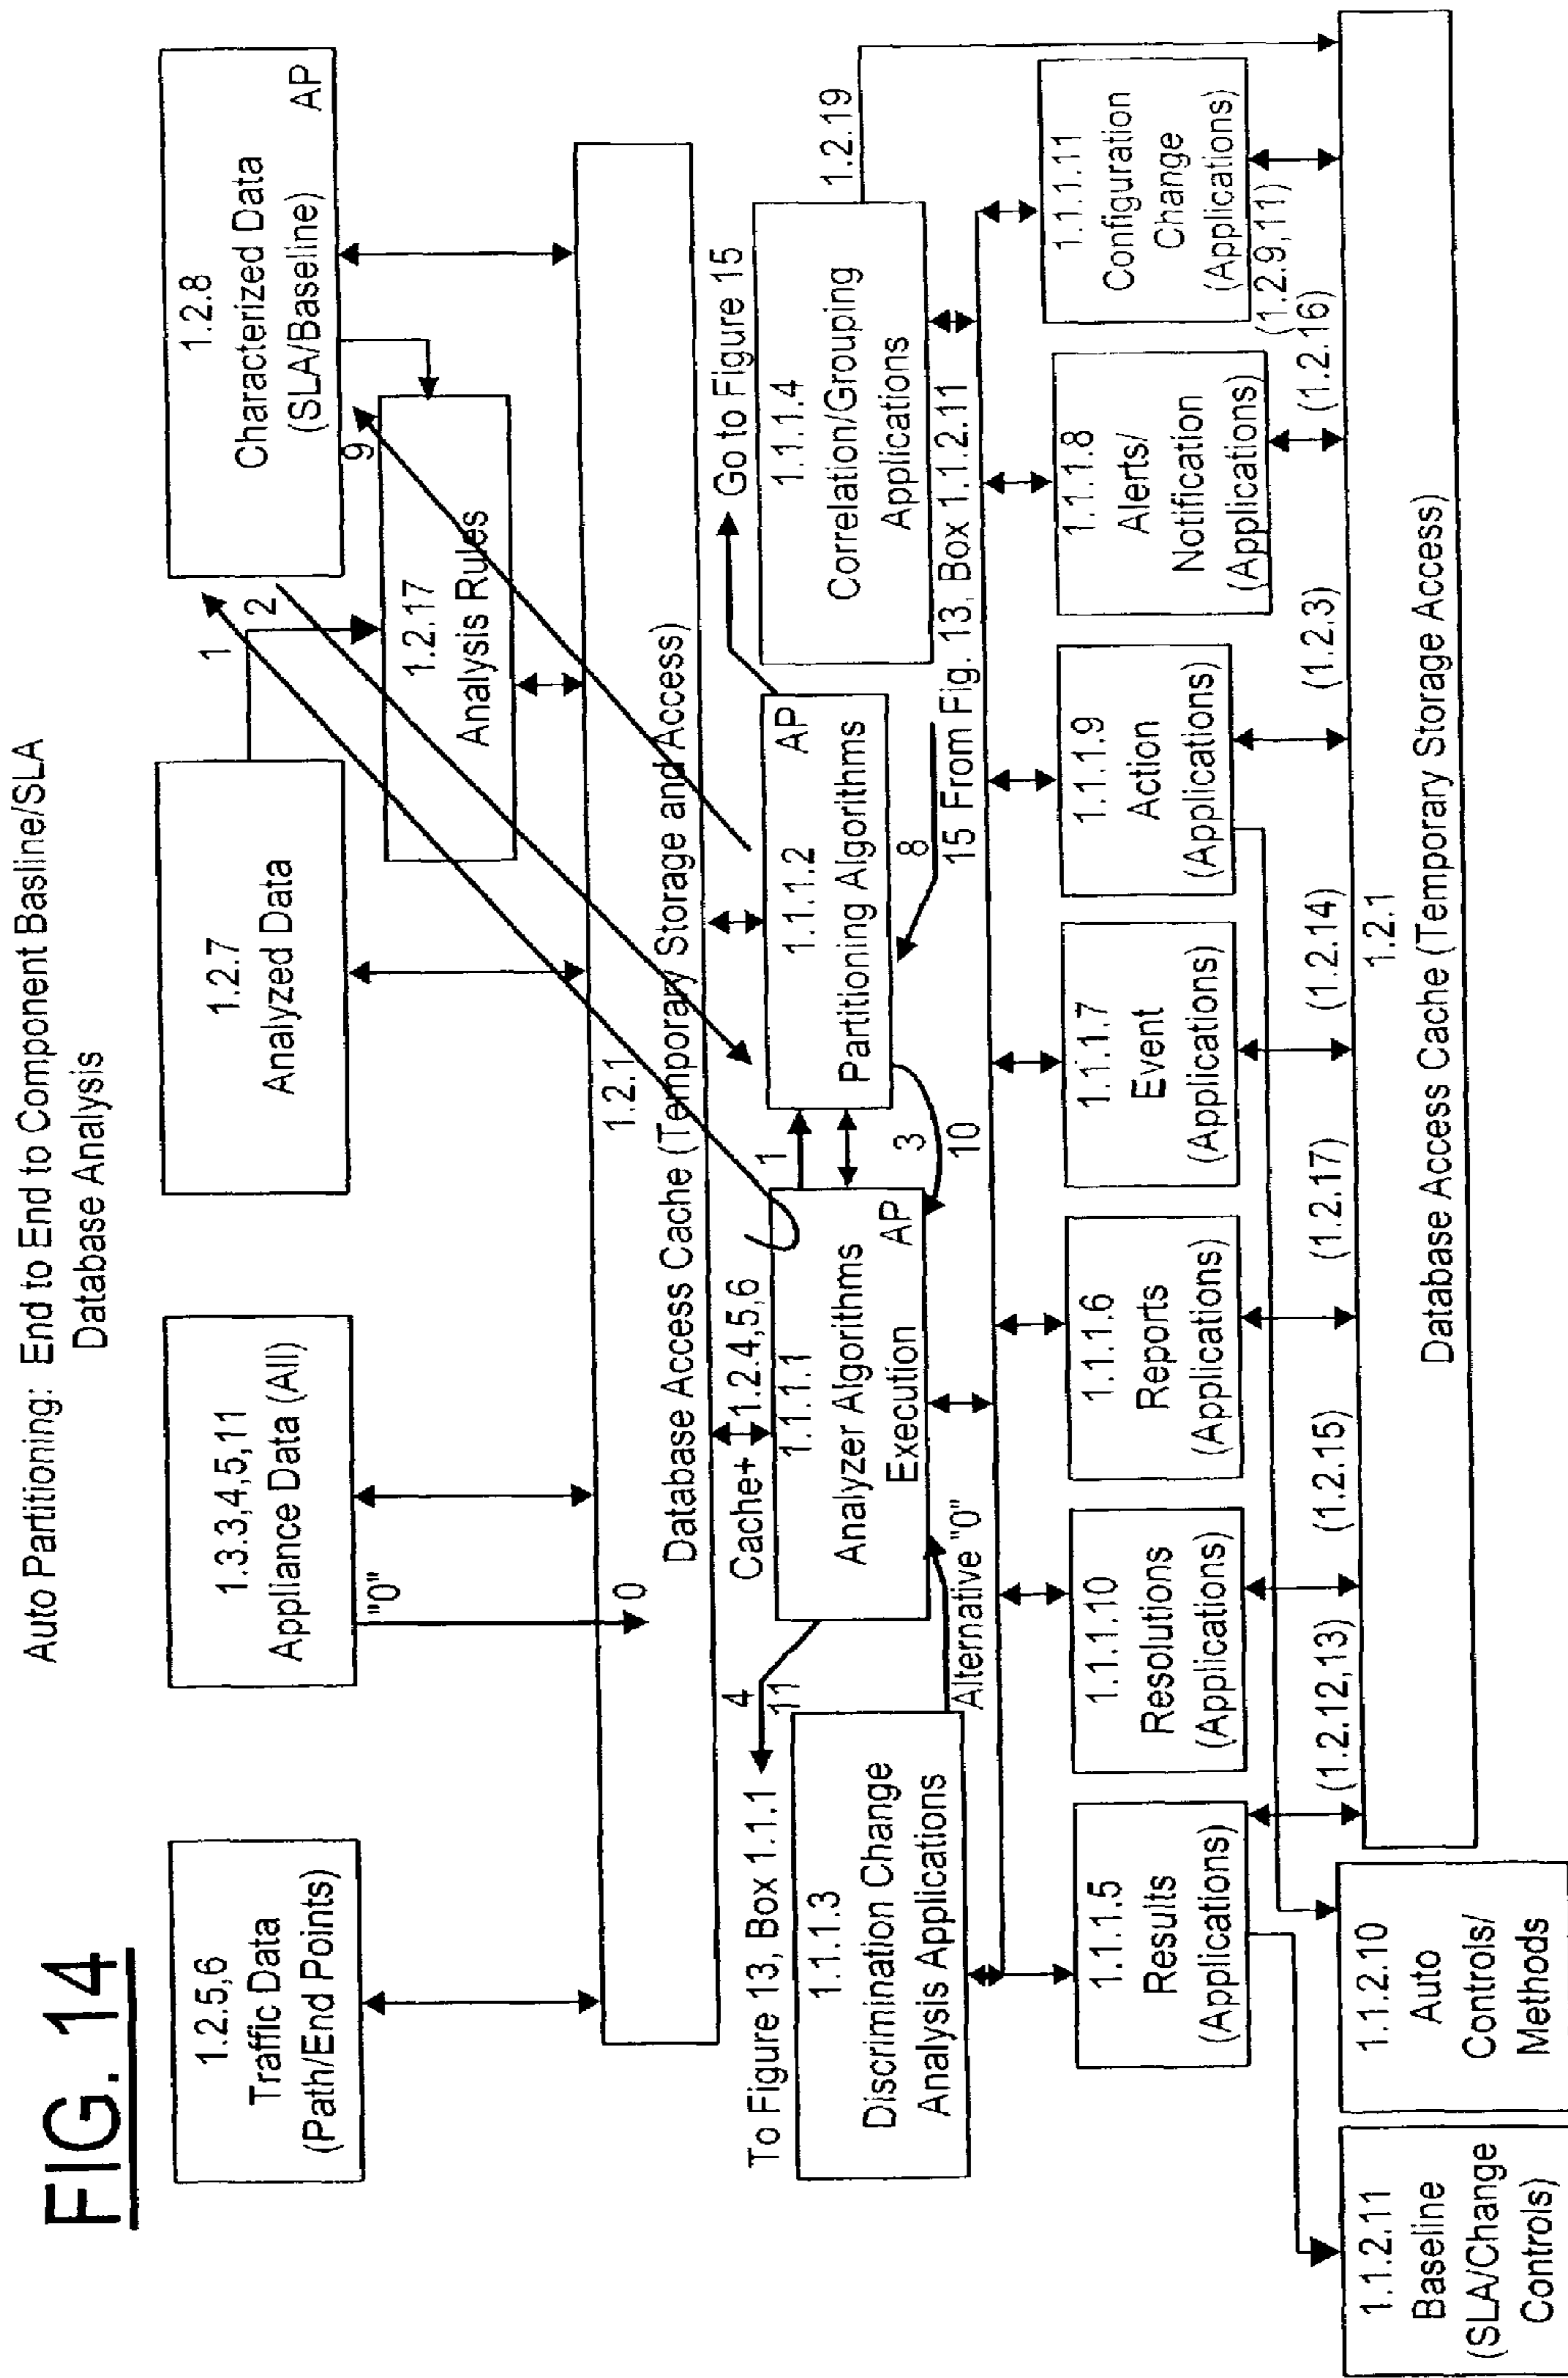 FIG. 14
Auto Partitioning: End to End to Component Basline/SLA
Database Analysis
1.2.5,6
Traffic Data
(Path/End Points)
1.3.3,4,5,11
Appliance Data (All)
"0"
0
1.2.7
Analyzed Data
1.2.8
Characterized Data
(SLA/Baseline)
AP
1
2
9
1.2.17
Analysis Rules
1.2.1
Database Access Cache (Temporary Storage and Access)
To Figure 13, Box 1.1.1
4
11
Cache+
1.2.4,5,6
1.1.1.3
Discrimination Change
Analysis Applications
Alternative "0"
1.1.1.1
Analyzer Algorithms
Execution
AP
1
3
10
1.1.1.2
Partitioning Algorithms
AP
8
15 From Fig. 13, Box 1.1.2.11
Go to Figure 15
1.1.1.4
Correlation/Grouping
Applications
1.2.19
1.1.1.5
Results
(Applications)
1.1.1.10
Resolutions
(Applications)
1.1.1.6
Reports
(Applications)
1.1.1.7
Event
(Applications)
1.1.1.9
Action
(Applications)
1.1.1.8
Alerts/
Notification
(Applications)
1.1.1.11
Configuration
Change
(Applications)
(1.2.12,13)
(1.2.15)
(1.2.17)
(1.2.14)
(1.2.3)
(1.2.16)
(1.2.9,11)
1.2.1
Database Access Cache (Temporary Storage Access)
1.1.2.11
Baseline
(SLA/Change
Controls)
1.1.2.10
Auto
Controls/
Methods